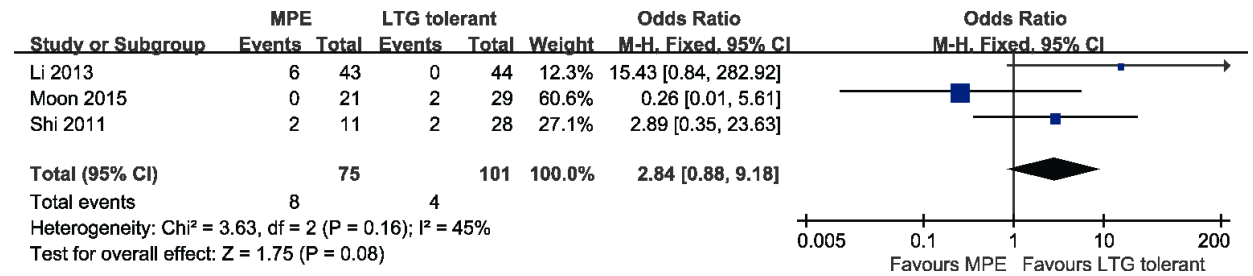 MPE LTG tolerant Odds Ratio Odds Ratio
Study or Subgroup Events Total Events Total Weight M-H, Fixed, 95% CI M-H, Fixed, 95% CI
Li 2013 6 43 0 44 12.3% 15.43 [0.84, 282.92]
Moon 2015 0 21 2 29 60.6% 0.26 [0.01, 5.61]
Shi 2011 2 11 2 28 27.1% 2.89 [0.35, 23.63]
Total (95% CI) 75 101 100.0% 2.84 [0.88, 9.18]
Total events 8 4
Heterogeneity: Chi² = 3.63, df = 2 (P = 0.16); I² = 45%
Test for overall effect: Z = 1.75 (P = 0.08)
0.005 0.1 1 10 200
Favours MPE Favours LTG tolerant